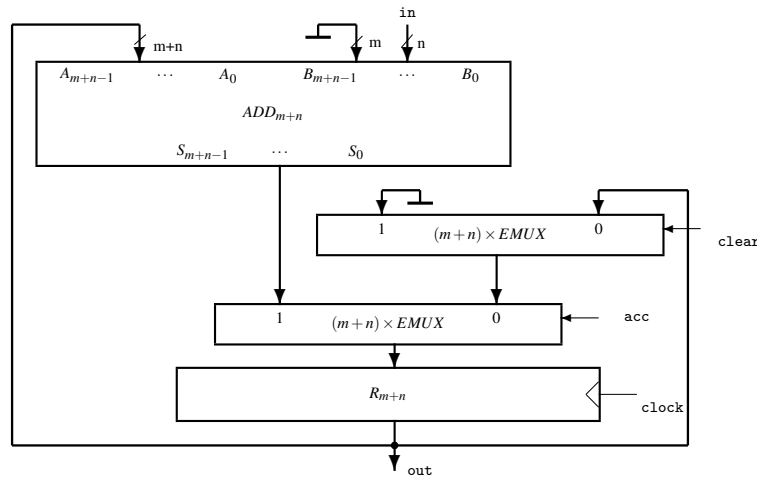 in
m+n
m
n
A_{m+n−1} ⋯ A_0 B_{m+n−1} ⋯ B_0
ADD_{m+n}
S_{m+n−1} ⋯ S_0
1 (m+n)×EMUX 0
clear
1 (m+n)×EMUX 0
acc
R_{m+n}
clock
out